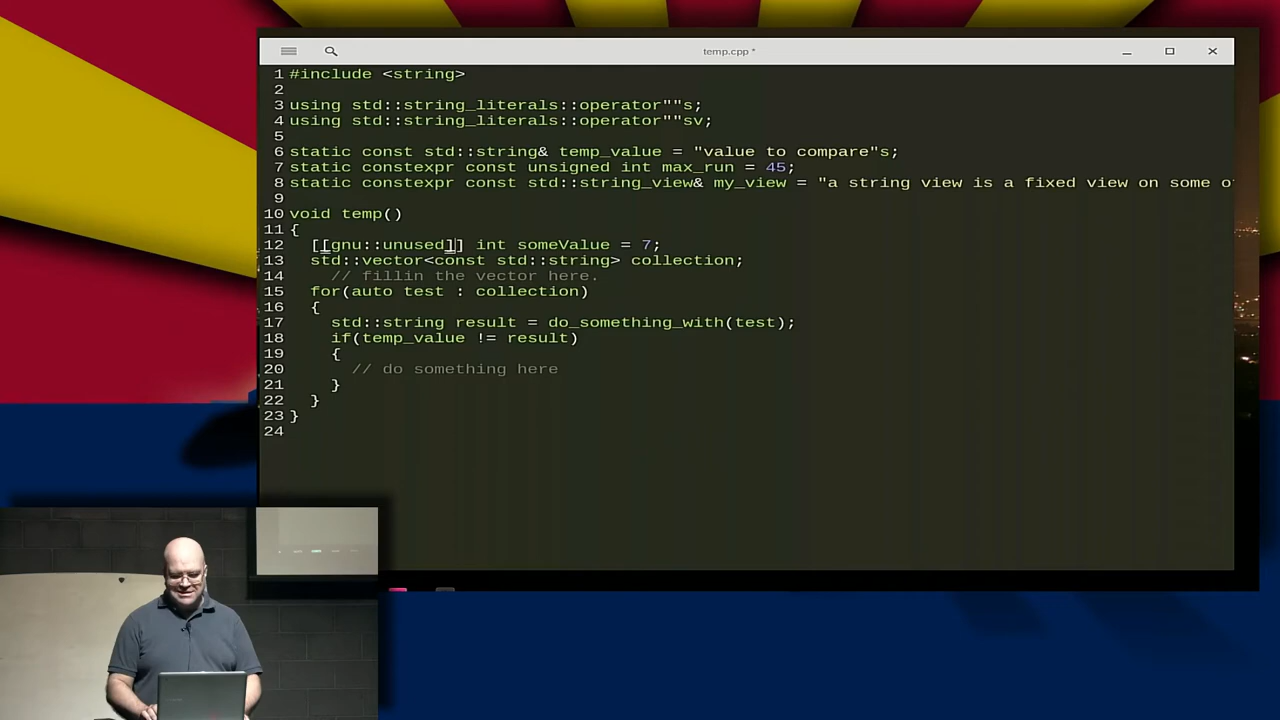 temp.cpp *
1 #include <string>
2
3 using std::string_literals::operator""s;
4 using std::string_literals::operator""sv;
5
6 static const std::string& temp_value = "value to compare"s;
7 static constexpr const unsigned int max_run = 45;
8 static constexpr const std::string_view& my_view = "a string view is a fixed view on some
9
10 void temp()
11 {
12 [[gnu::unused]] int someValue = 7;
13 std::vector<const std::string> collection;
14 // fillin the vector here.
15 for(auto test : collection)
16 {
17 std::string result = do_something_with(test);
18 if(temp_value != result)
19 {
20 // do something here
21 }
22 }
23 }
24